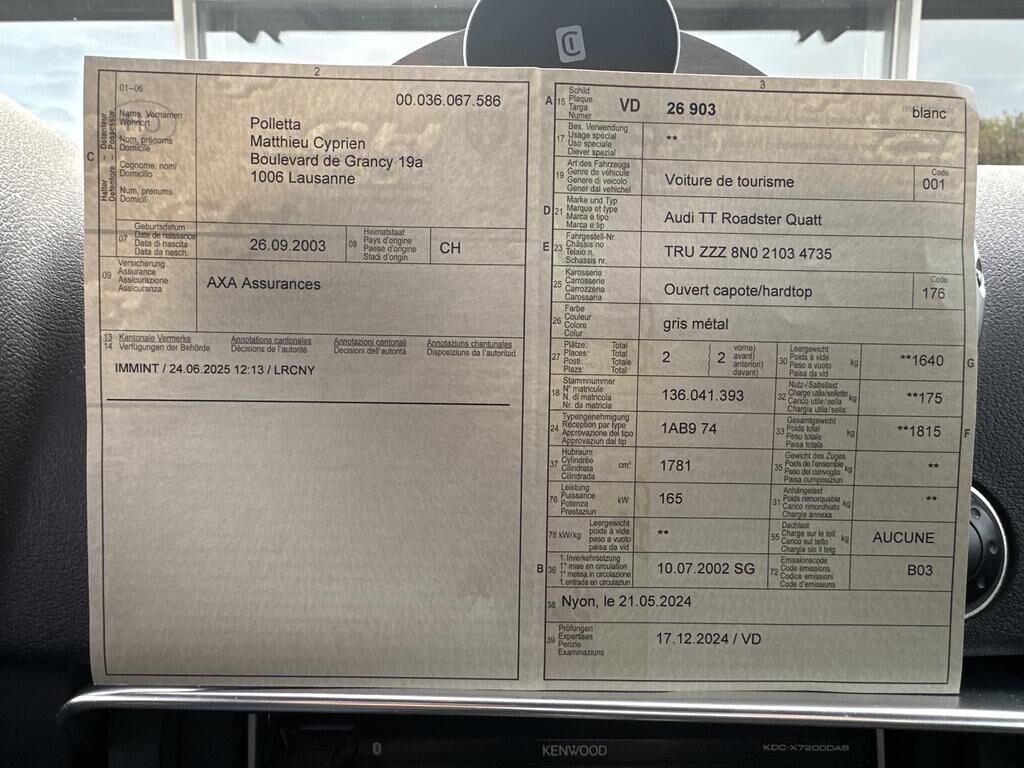 2
01-06
00.036.067.586
C
Halter Détenteur
Detentore Possessur
Name, Vornamen
Wohnort
Nom, prénoms
Domicile
Cognome, nomi
Domicilio
Num, prenums
Domicil
Polletta
Matthieu Cyprien
Boulevard de Grancy 19a
1006 Lausanne
07
Geburtsdatum
Date de naissance
Data di nascita
Data da nasch.
26.09.2003
08
Heimatstaat
Pays d'origine
Paese d'origine
Stadi d'origin
CH
09
Versicherung
Assurance
Assicurazione
Assicuranza
AXA Assurances
13 Kantonale Vermerke Annotations cantonales Annotazioni cantonali Annotaziuns chantunalas
14 Verfügungen der Behörde Décisions de l'autorité Decisioni dell'autorità Disposiziuns da l'autoritad
IMMINT / 24.06.2025 12:13 / LRCNY
3
A 15
Schild
Plaque
Targa
Numer
VD 26 903 blanc
17
Bes. Verwendung
Usage spécial
Uso speciale
Diever spezial
**
19
Art des Fahrzeugs
Genre de véhicule
Genere di veicolo
Gener dal vehichel
Voiture de tourisme
Code
001
D 21
Marke und Typ
Marque et type
Marca e tipo
Marca e tip
Audi TT Roadster Quatt
E 23
Fahrgestell-Nr.
Châssis no
Telaio n.
Schassis nr.
TRU ZZZ 8N0 2103 4735
25
Karosserie
Carrosserie
Carrozzeria
Carossaria
Ouvert capote/hardtop
Code
176
26
Farbe
Couleur
Colore
Colur
gris métal
27
Plätze: Total
Places: Total
Posti: Totale
Plazs: Total
2
2
vorne)
avant)
anteriori)
davant)
30
Leergewicht
Poids à vide
Peso a vuoto
Paisa da vid
kg
**1640
G
18
Stammnummer
N° matricule
N. di matricola
Nr. da matricla
136.041.393
32
Nutz-/Sattellast
Charge utile/sellette
Carico utile/sella
Chargia utila/sella
kg
**175
24
Typengenehmigung
Réception par type
Approvazione del tipo
Approvaziun dal tip
1AB9 74
33
Gesamtgewicht
Poids total
Peso totale
Paisa totala
kg
**1815
F
37
Hubraum
Cylindrée
Cilindrata
Cilindrada
cm³
1781
35
Gewicht des Zuges
Poids de l'ensemble
Peso del convoglio
Paisa cumposiziun
kg
**
76
Leistung
Puissance
Potenza
Prestaziun
kW
165
31
Anhängelast
Poids remorquable
Carico rimorchiato
Chargia annexa
kg
**
78 kW/kg
Leergewicht
poids à vide
peso a vuoto
paisa da vid
**
55
Dachlast
Charge sur le toit
Carico sul tetto
Chargia sin il tetg
kg
AUCUNE
B 36
1. Inverkehrsetzung
1re mise en circulation
1a messa in circolazione
1. entrada en circulaziun
10.07.2002 SG
72
Emissionscode
Code émissions
Codice emissioni
Code d'emissiuns
B03
38 Nyon, le 21.05.2024
39
Prüfungen
Expertises
Perizie
Examinaziuns
17.12.2024 / VD
KENWOOD
KDC-X7200DAB